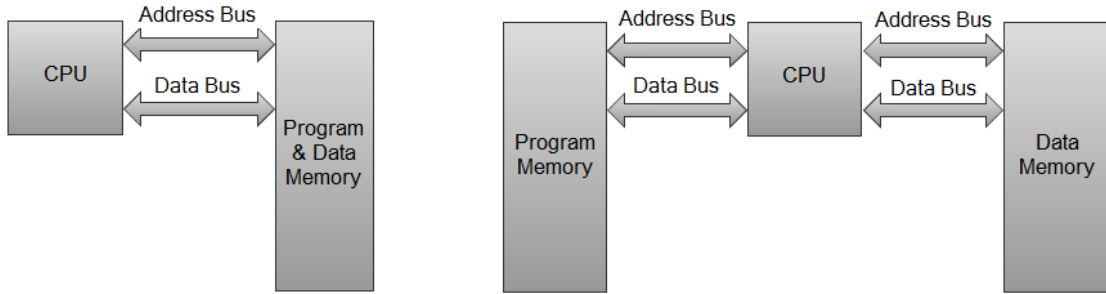 Address Bus
CPU
Data Bus
Program
& Data
Memory
Address Bus
Address Bus
CPU
Data Bus
Data Bus
Program
Memory
Data
Memory